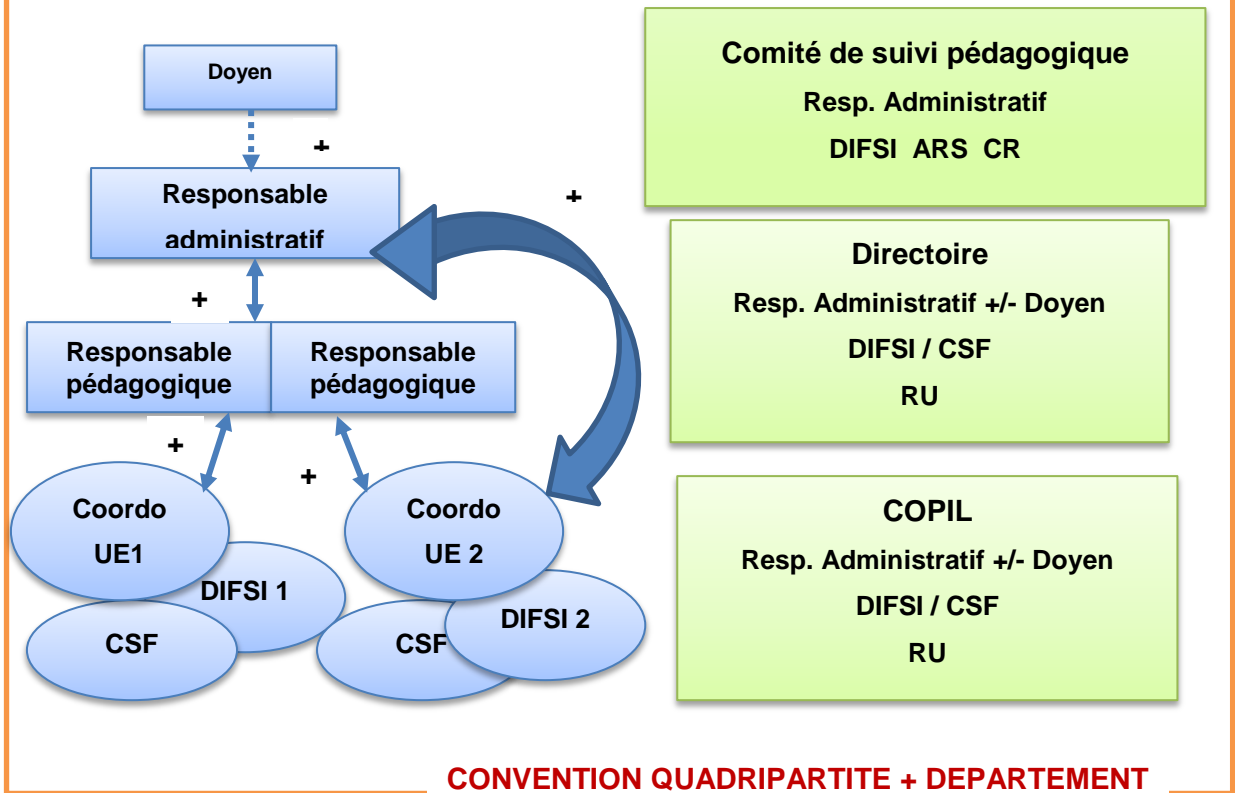 Doyen
+
Responsable
administratif
+
+
Responsable
pédagogique
Responsable
pédagogique
+
+
Coordo
UE1
DIFSI 1
CSF
Coordo
UE 2
DIFSI 2
CSF
Comité de suivi pédagogique
Resp. Administratif
DIFSI ARS CR
Directoire
Resp. Administratif +/- Doyen
DIFSI / CSF
RU
COPIL
Resp. Administratif +/- Doyen
DIFSI / CSF
RU
CONVENTION QUADRIPARTITE + DEPARTEMENT